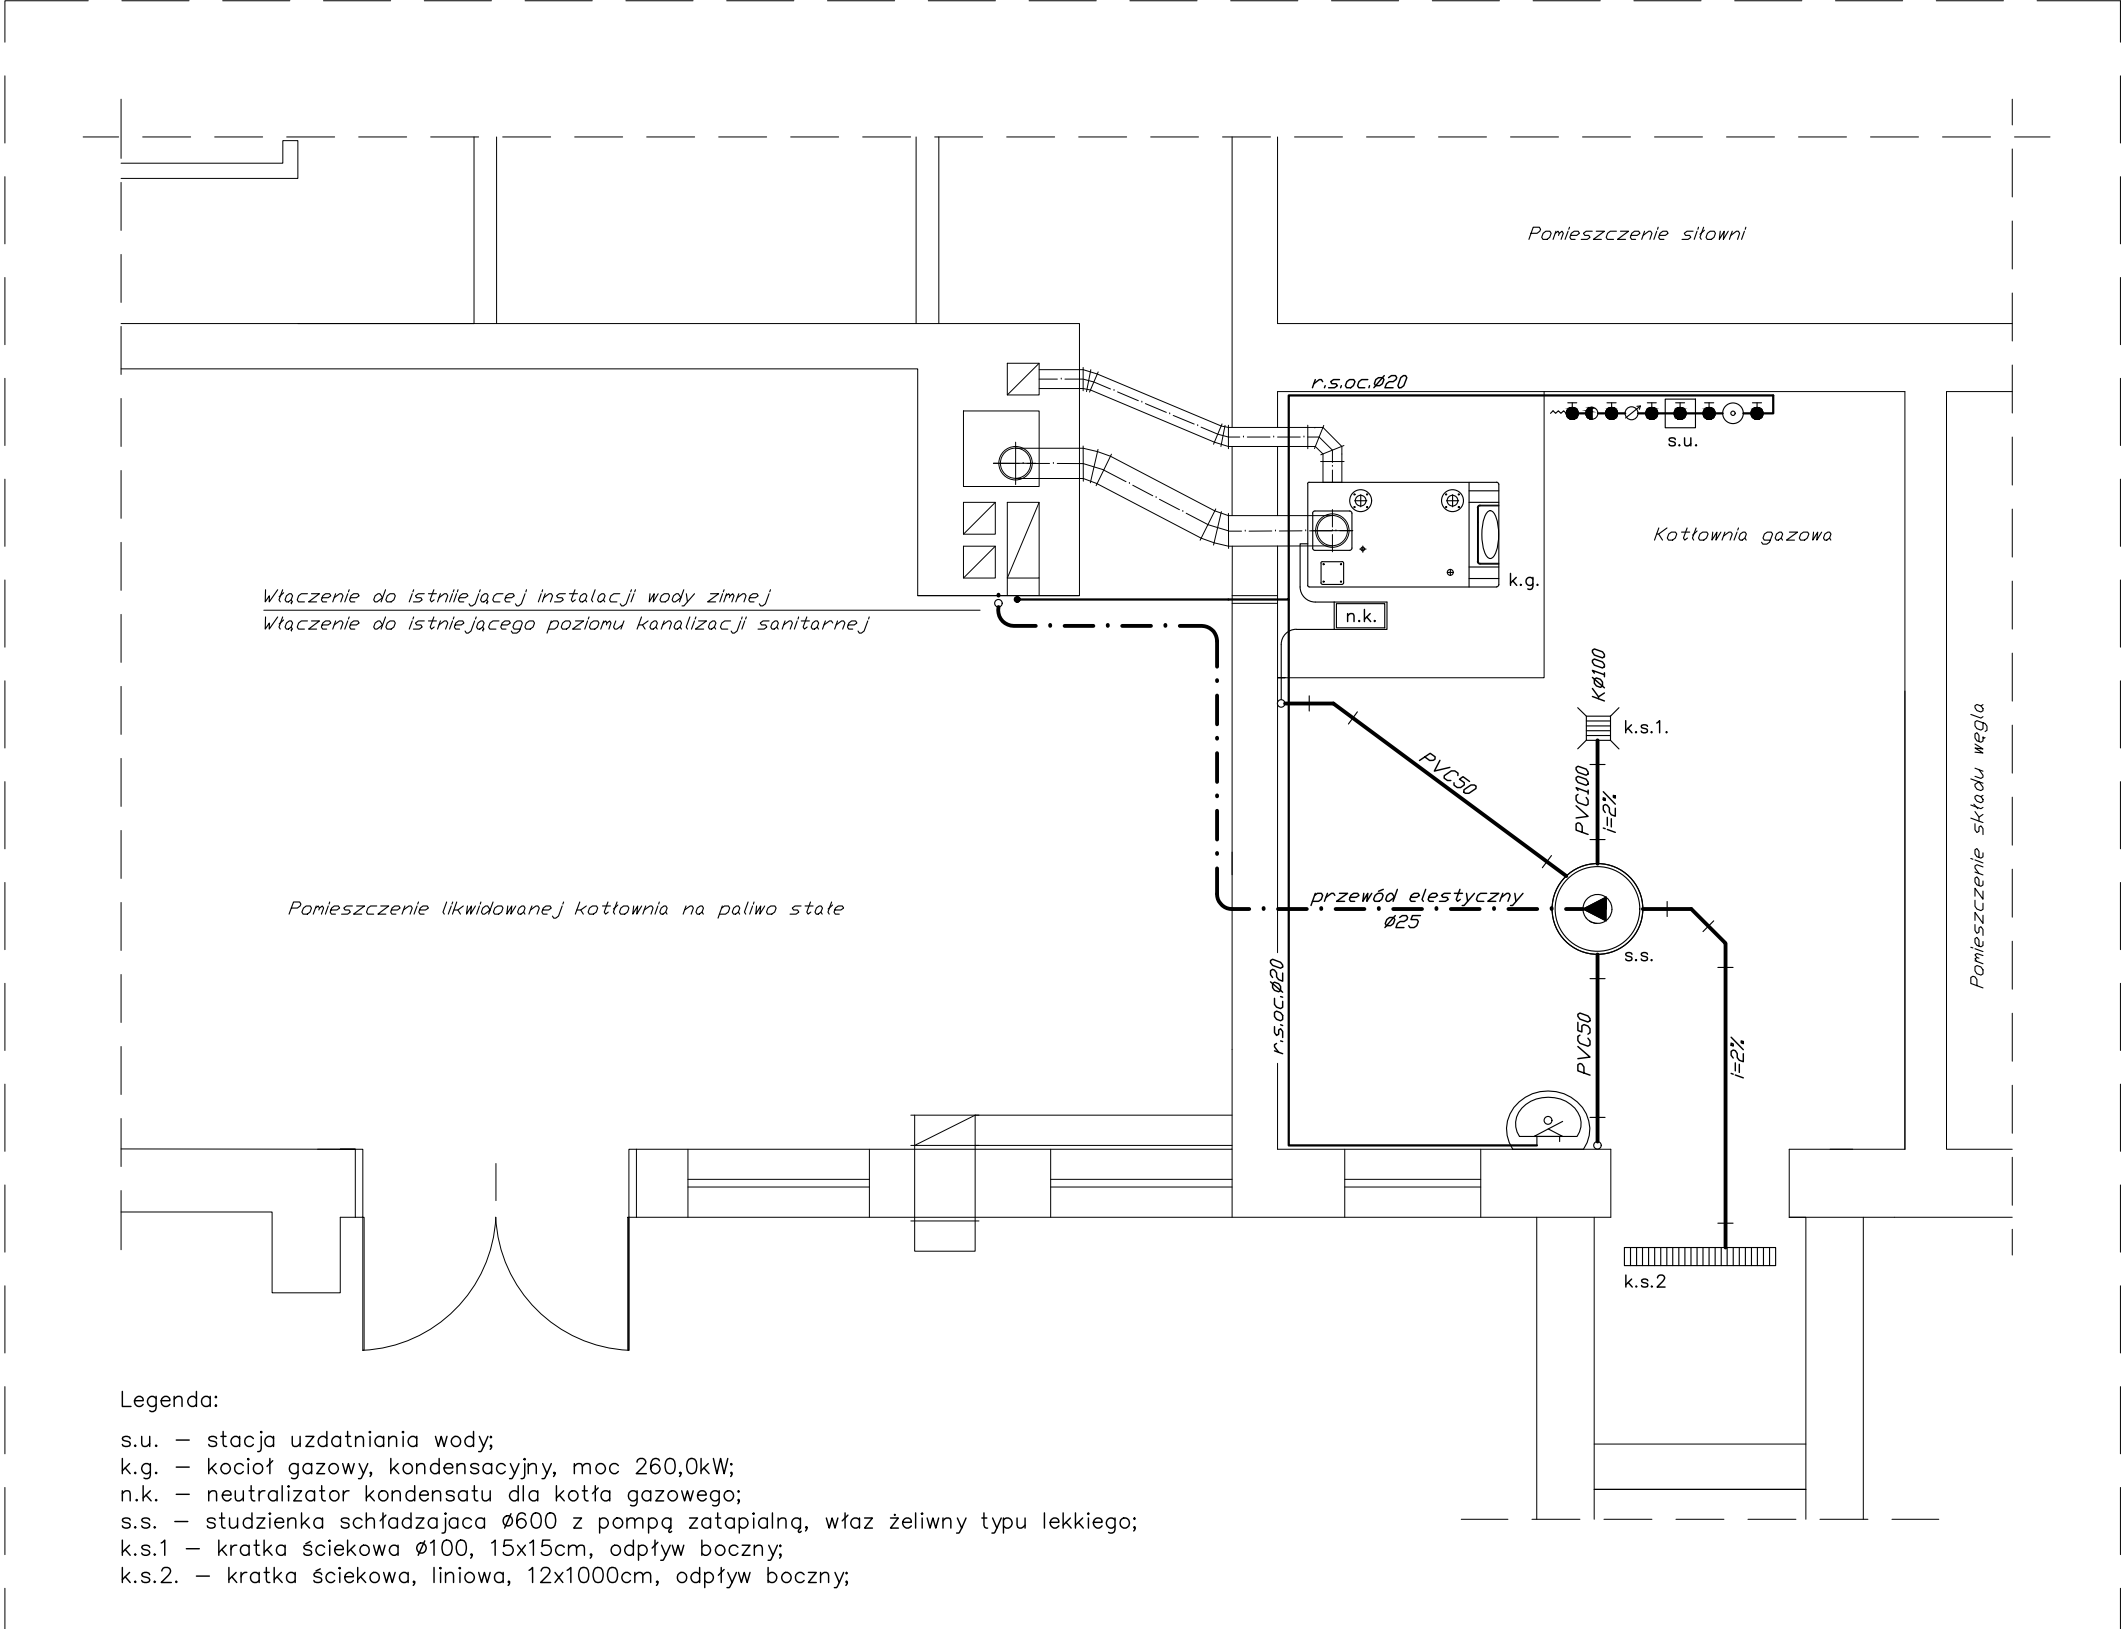 Pomieszczenie siłowni
r.s.oc.Ø20
s.u.
Kotłownia gazowa
k.g.
n.k.
Włączenie do istniiejącej instalacji wody zimnej
Włączenie do istniejącego poziomu kanalizacji sanitarnej
KØ100
k.s.1.
PVC50
PVC100
i=2%
Pomieszczenie składu węgla
Pomieszczenie likwidowanej kotłownia na paliwo stałe
przewód elestyczny
Ø25
s.s.
r.s.oc.Ø20
PVC50
i=2%
k.s.2
Legenda:
s.u. – stacja uzdatniania wody;
k.g. – kocioł gazowy, kondensacyjny, moc 260,0kW;
n.k. – neutralizator kondensatu dla kotła gazowego;
s.s. – studzienka schładzajaca Ø600 z pompą zatapialną, właz żeliwny typu lekkiego;
k.s.1 – kratka ściekowa Ø100, 15x15cm, odpływ boczny;
k.s.2. – kratka ściekowa, liniowa, 12x1000cm, odpływ boczny;